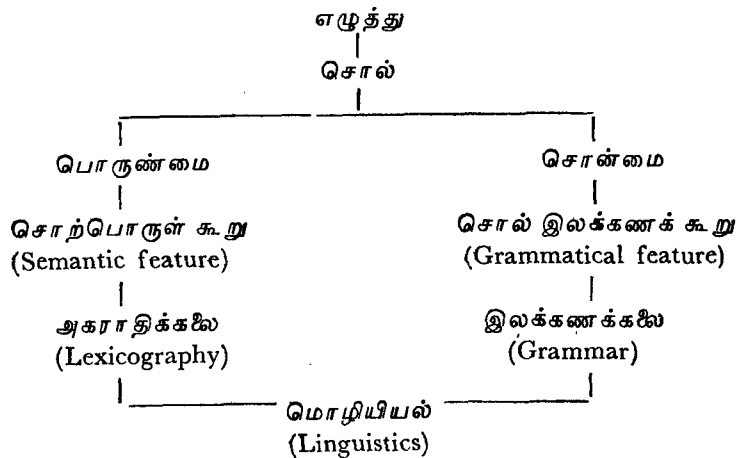 எழுத்து
சொல்
பொருண்மை
சொன்மை
சொற்பொருள் கூறு
(Semantic feature)
சொல் இலக்கணக் கூறு
(Grammatical feature)
அகராதிக்கலை
(Lexicography)
இலக்கணக்கலை
(Grammar)
மொழியியல்
(Linguistics)